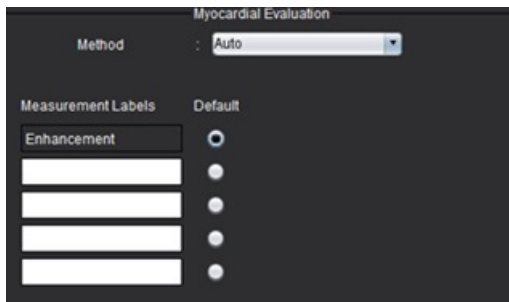 Myocardial Evaluation
Method : Auto
Measurement Labels Default
Enhancement